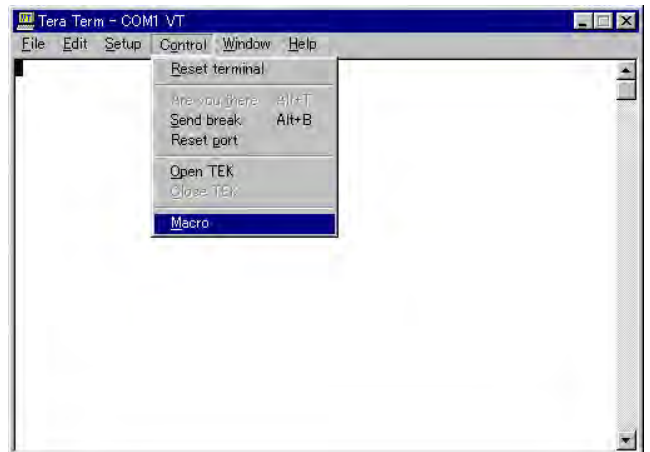 Tera Term - COM1 VT
File Edit Setup Control Window Help
Reset terminal
Are you there Alt+T
Send break Alt+B
Reset port
Open TEK
Close TEK
Macro